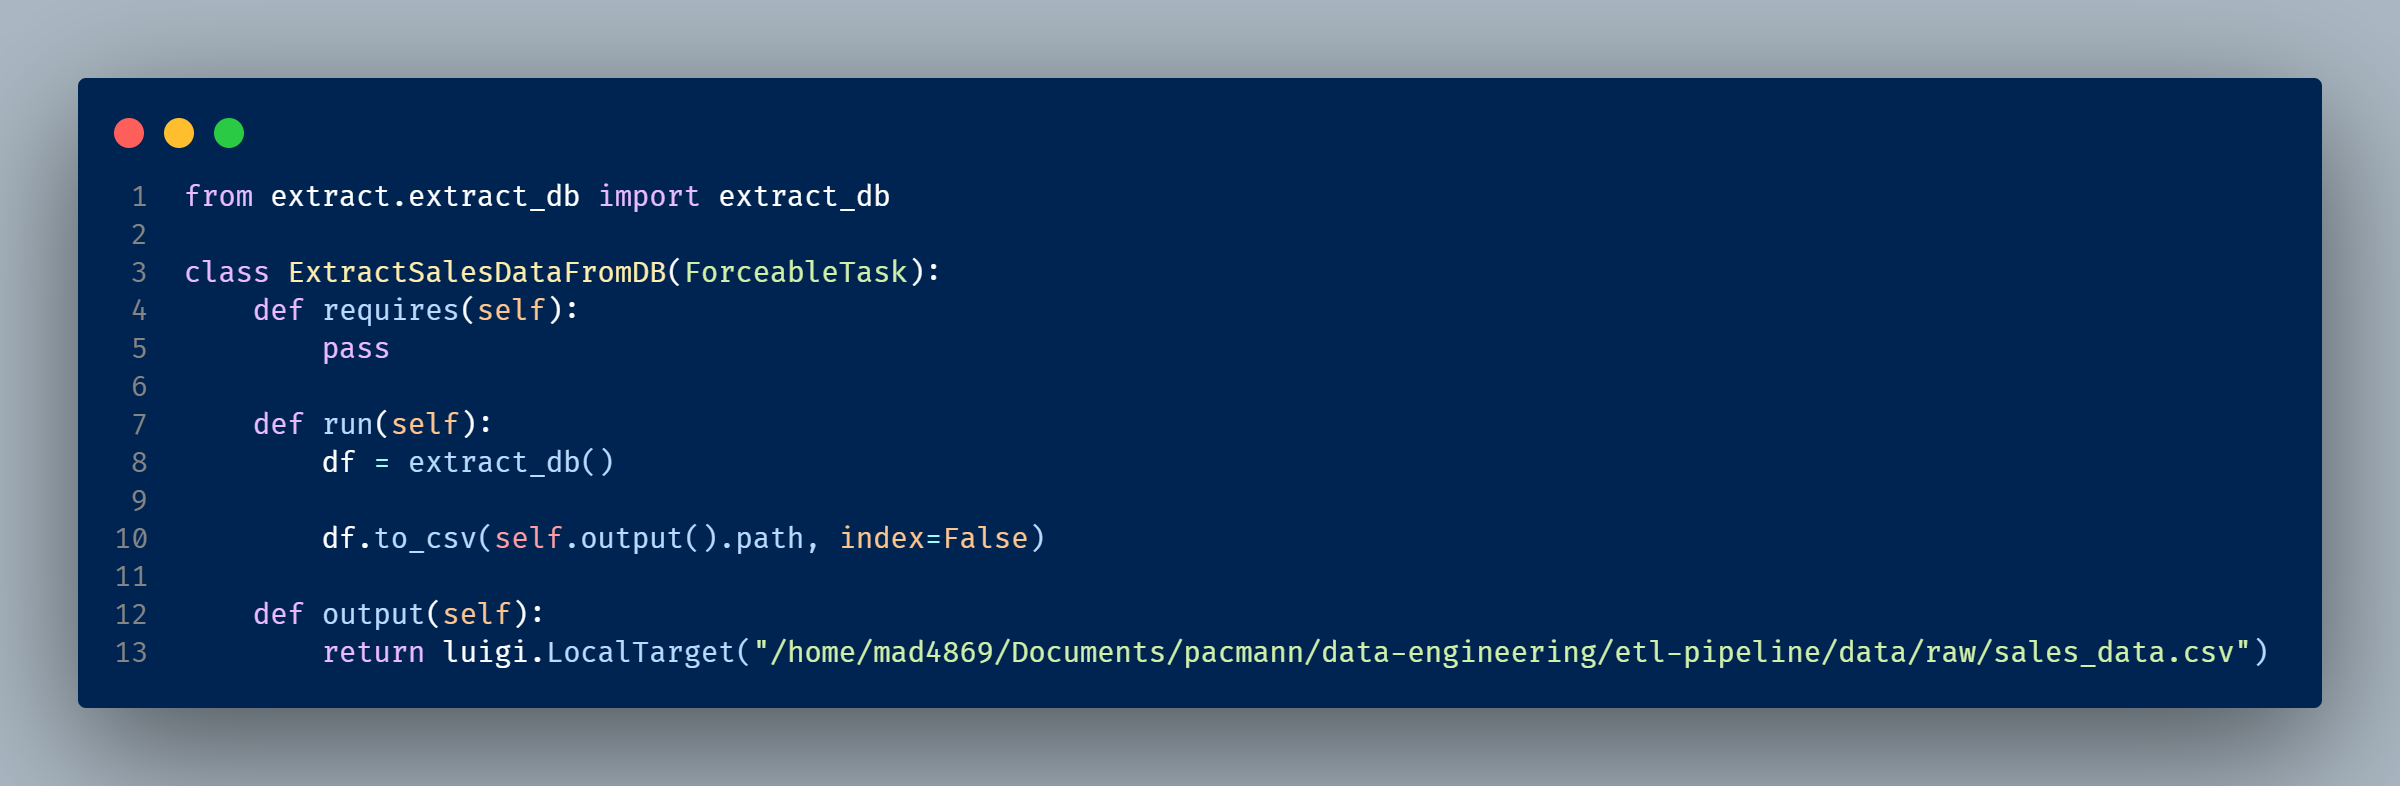 1 from extract.extract_db import extract_db
2
3 class ExtractSalesDataFromDB(ForceableTask):
4     def requires(self):
5         pass
6
7     def run(self):
8         df = extract_db()
9
10         df.to_csv(self.output().path, index=False)
11
12     def output(self):
13         return luigi.LocalTarget("/home/mad4869/Documents/pacmann/data-engineering/etl-pipeline/data/raw/sales_data.csv")